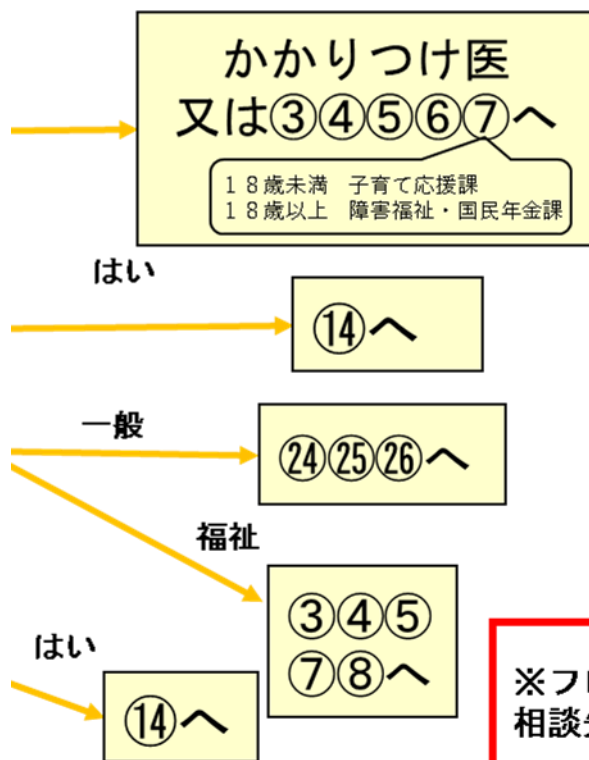 かかりつけ医
又は③④⑤⑥⑦へ
18歳未満 子育て応援課
18歳以上 障害福祉・国民年金課
はい
⑭へ
一般
㉔㉕㉖へ
福祉
③④⑤
⑦⑧へ
はい
⑭へ
※フ
相談